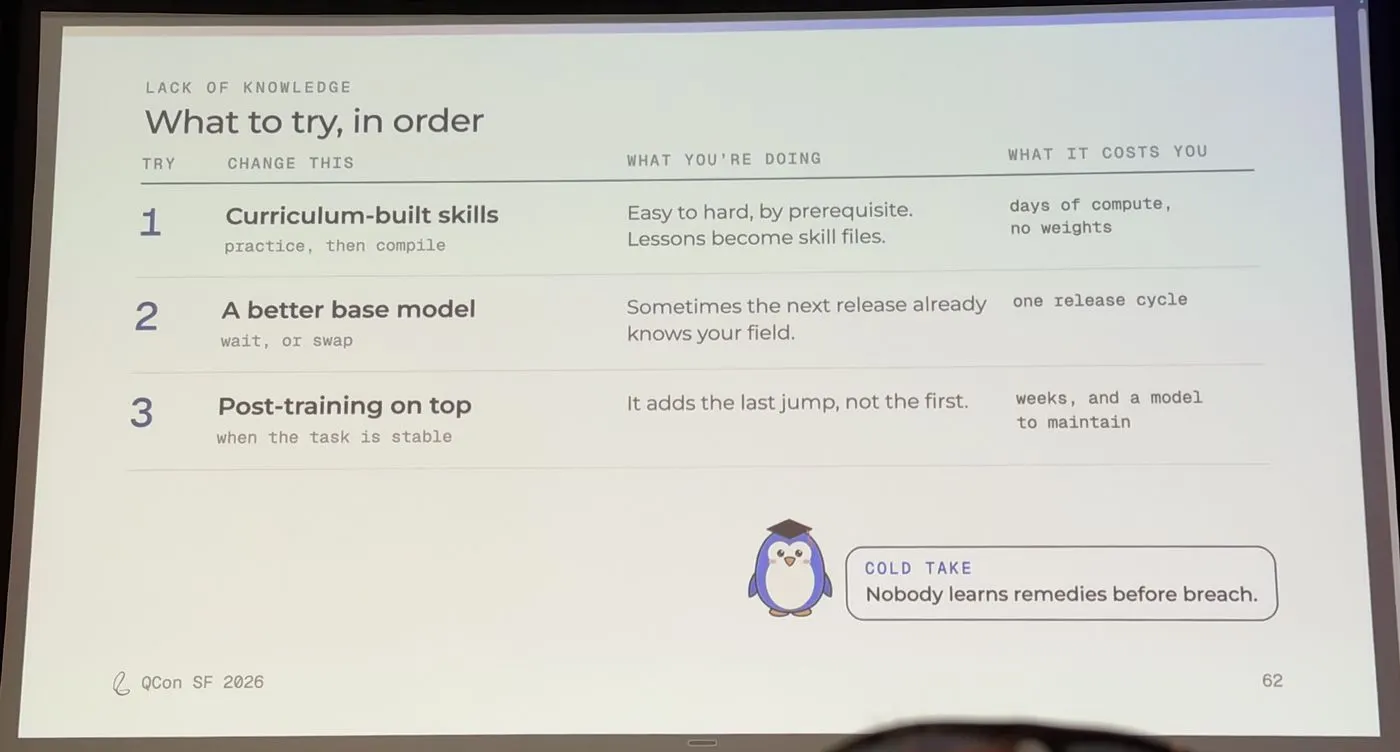 LACK OF KNOWLEDGE
What to try, in order
TRY CHANGE THIS WHAT YOU'RE DOING WHAT IT COSTS YOU
1 Curriculum-built skills
practice, then compile
Easy to hard, by prerequisite.
Lessons become skill files.
days of compute,
no weights
2 A better base model
wait, or swap
Sometimes the next release already
knows your field.
one release cycle
3 Post-training on top
when the task is stable
It adds the last jump, not the first.
weeks, and a model
to maintain
COLD TAKE
Nobody learns remedies before breach.
QCon SF 2026
62